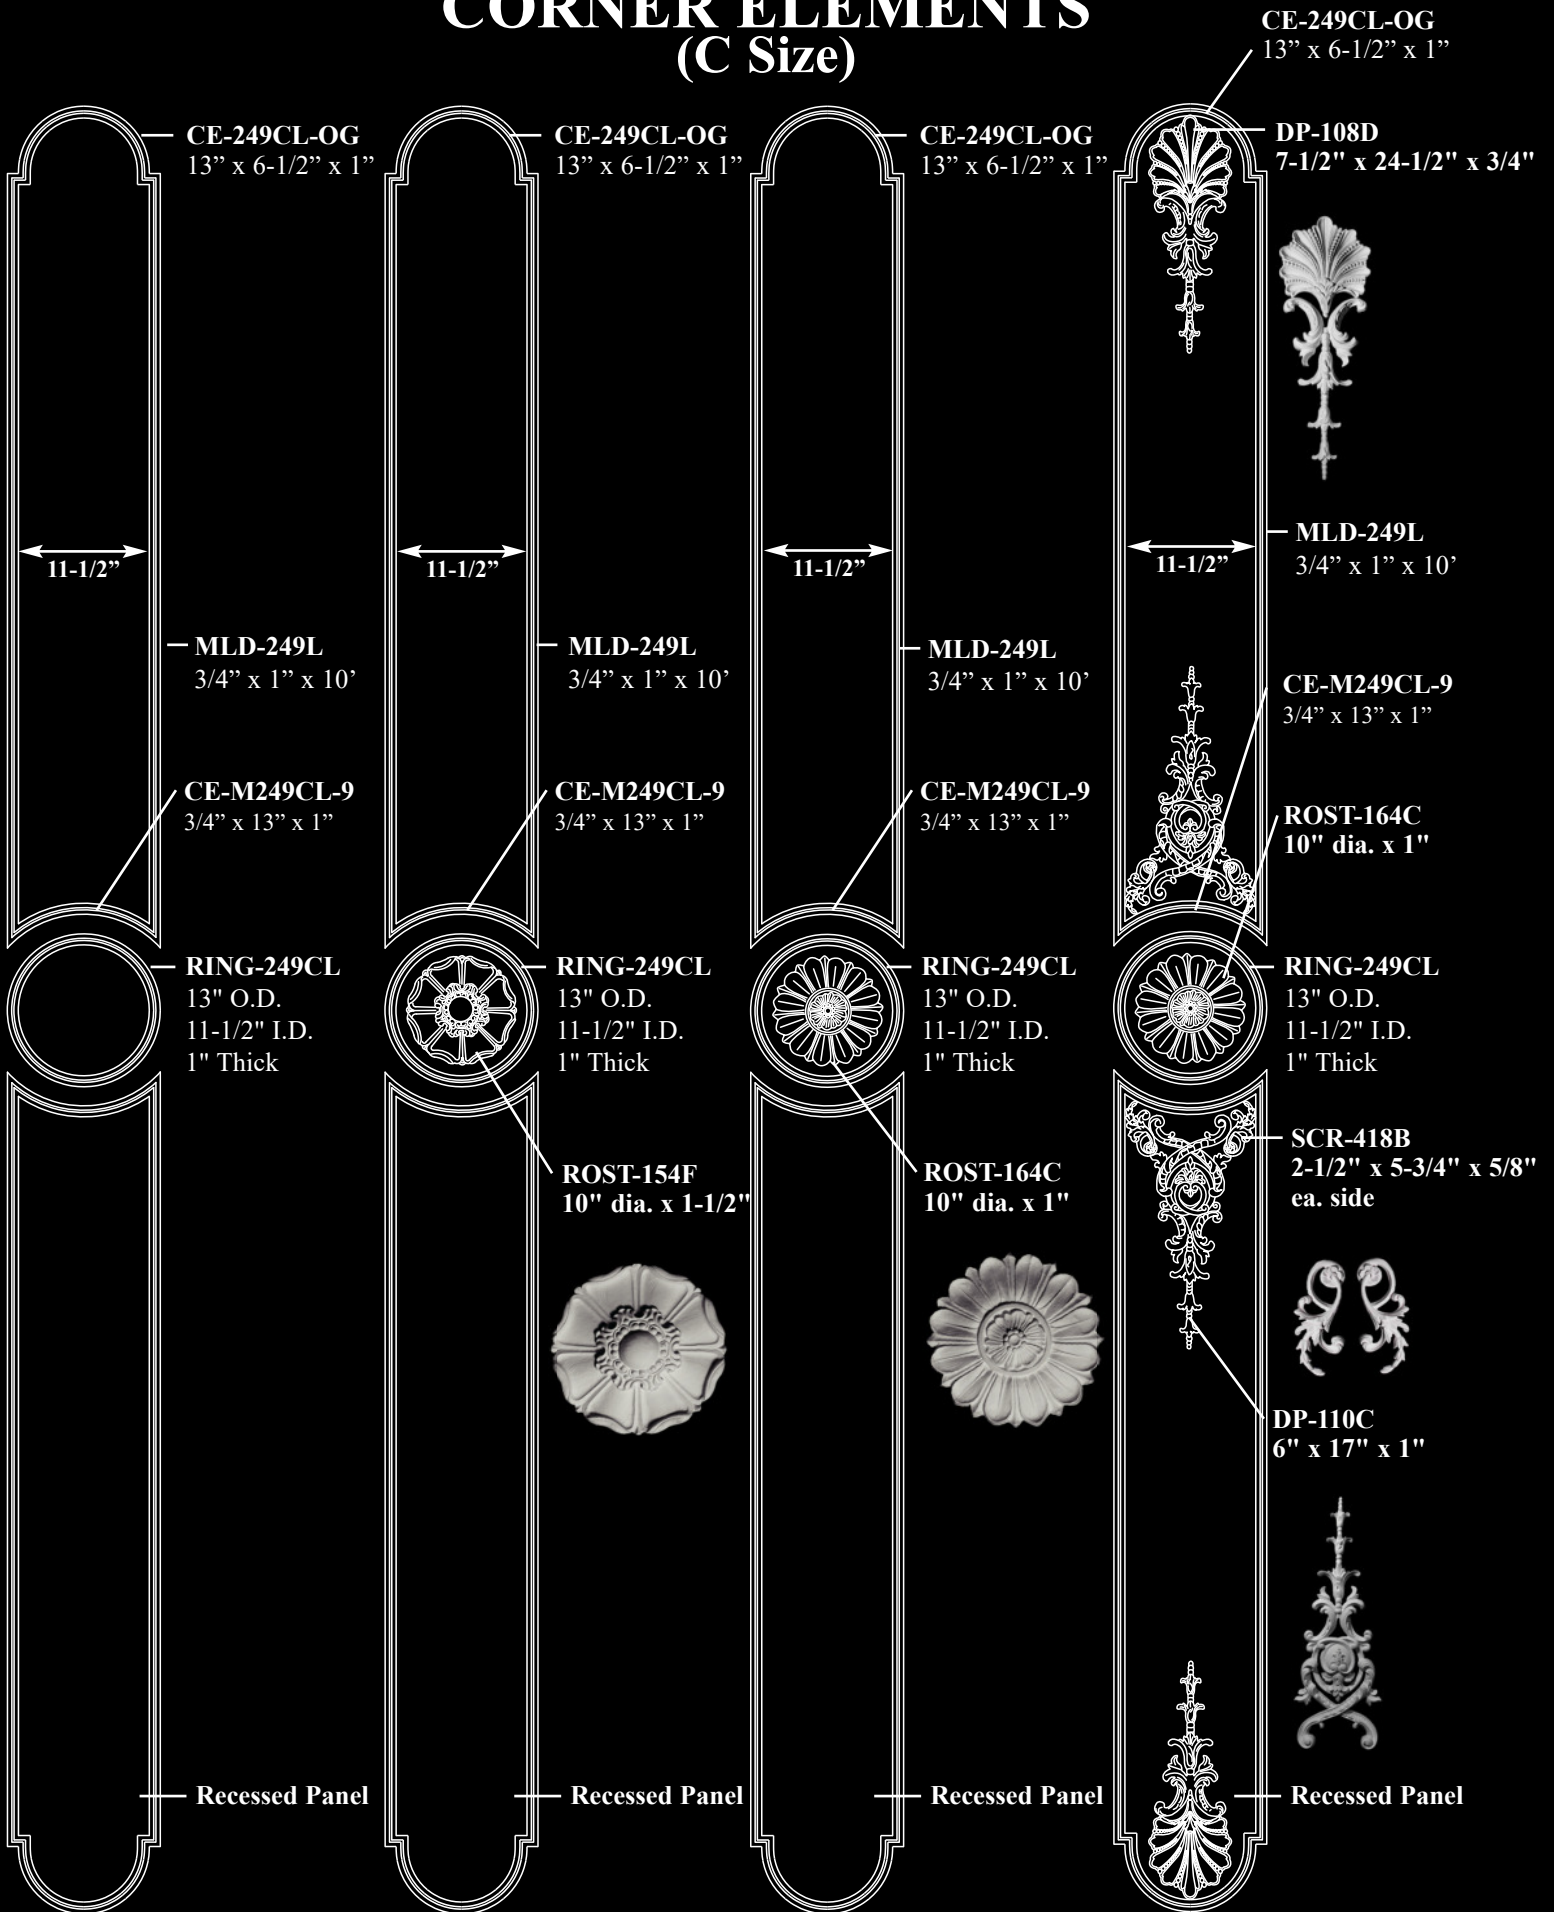 CORNER ELEMENTS
(C Size)
CE-249CL-OG
13” x 6-1/2” x 1”
11-1/2”
MLD-249L
3/4” x 1” x 10’
CE-M249CL-9
3/4” x 13” x 1”
RING-249CL
13" O.D.
11-1/2" I.D.
1" Thick
Recessed Panel
CE-249CL-OG
13” x 6-1/2” x 1”
11-1/2”
MLD-249L
3/4” x 1” x 10’
CE-M249CL-9
3/4” x 13” x 1”
RING-249CL
13" O.D.
11-1/2" I.D.
1" Thick
ROST-154F
10" dia. x 1-1/2"
Recessed Panel
CE-249CL-OG
13” x 6-1/2” x 1”
11-1/2”
MLD-249L
3/4” x 1” x 10’
CE-M249CL-9
3/4” x 13” x 1”
RING-249CL
13" O.D.
11-1/2" I.D.
1" Thick
ROST-164C
10" dia. x 1"
Recessed Panel
CE-249CL-OG
13” x 6-1/2” x 1”
DP-108D
7-1/2" x 24-1/2" x 3/4"
MLD-249L
3/4” x 1” x 10’
11-1/2”
CE-M249CL-9
3/4” x 13” x 1”
ROST-164C
10" dia. x 1"
RING-249CL
13" O.D.
11-1/2" I.D.
1" Thick
SCR-418B
2-1/2" x 5-3/4" x 5/8"
ea. side
DP-110C
6" x 17" x 1"
Recessed Panel